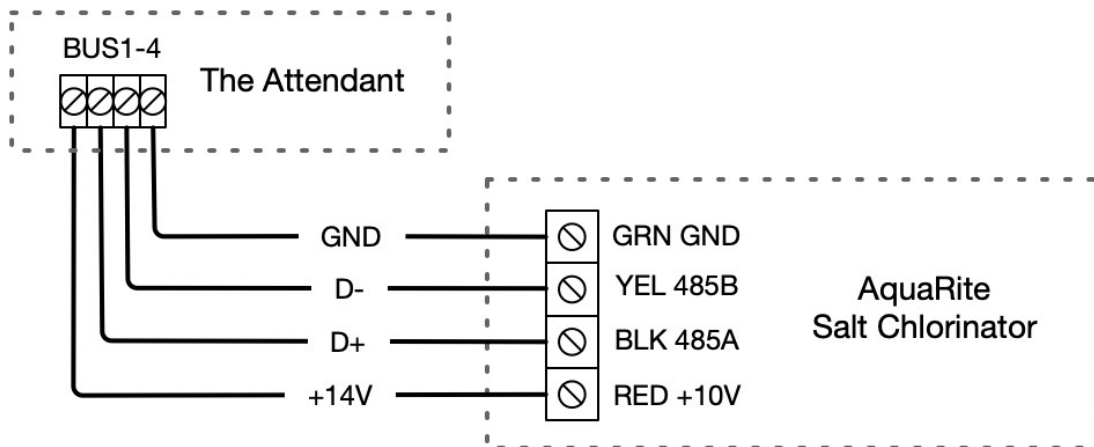 BUS1-4
The Attendant
GND
GRN GND
D-
YEL 485B
AquaRite
Salt Chlorinator
D+
BLK 485A
+14V
RED +10V